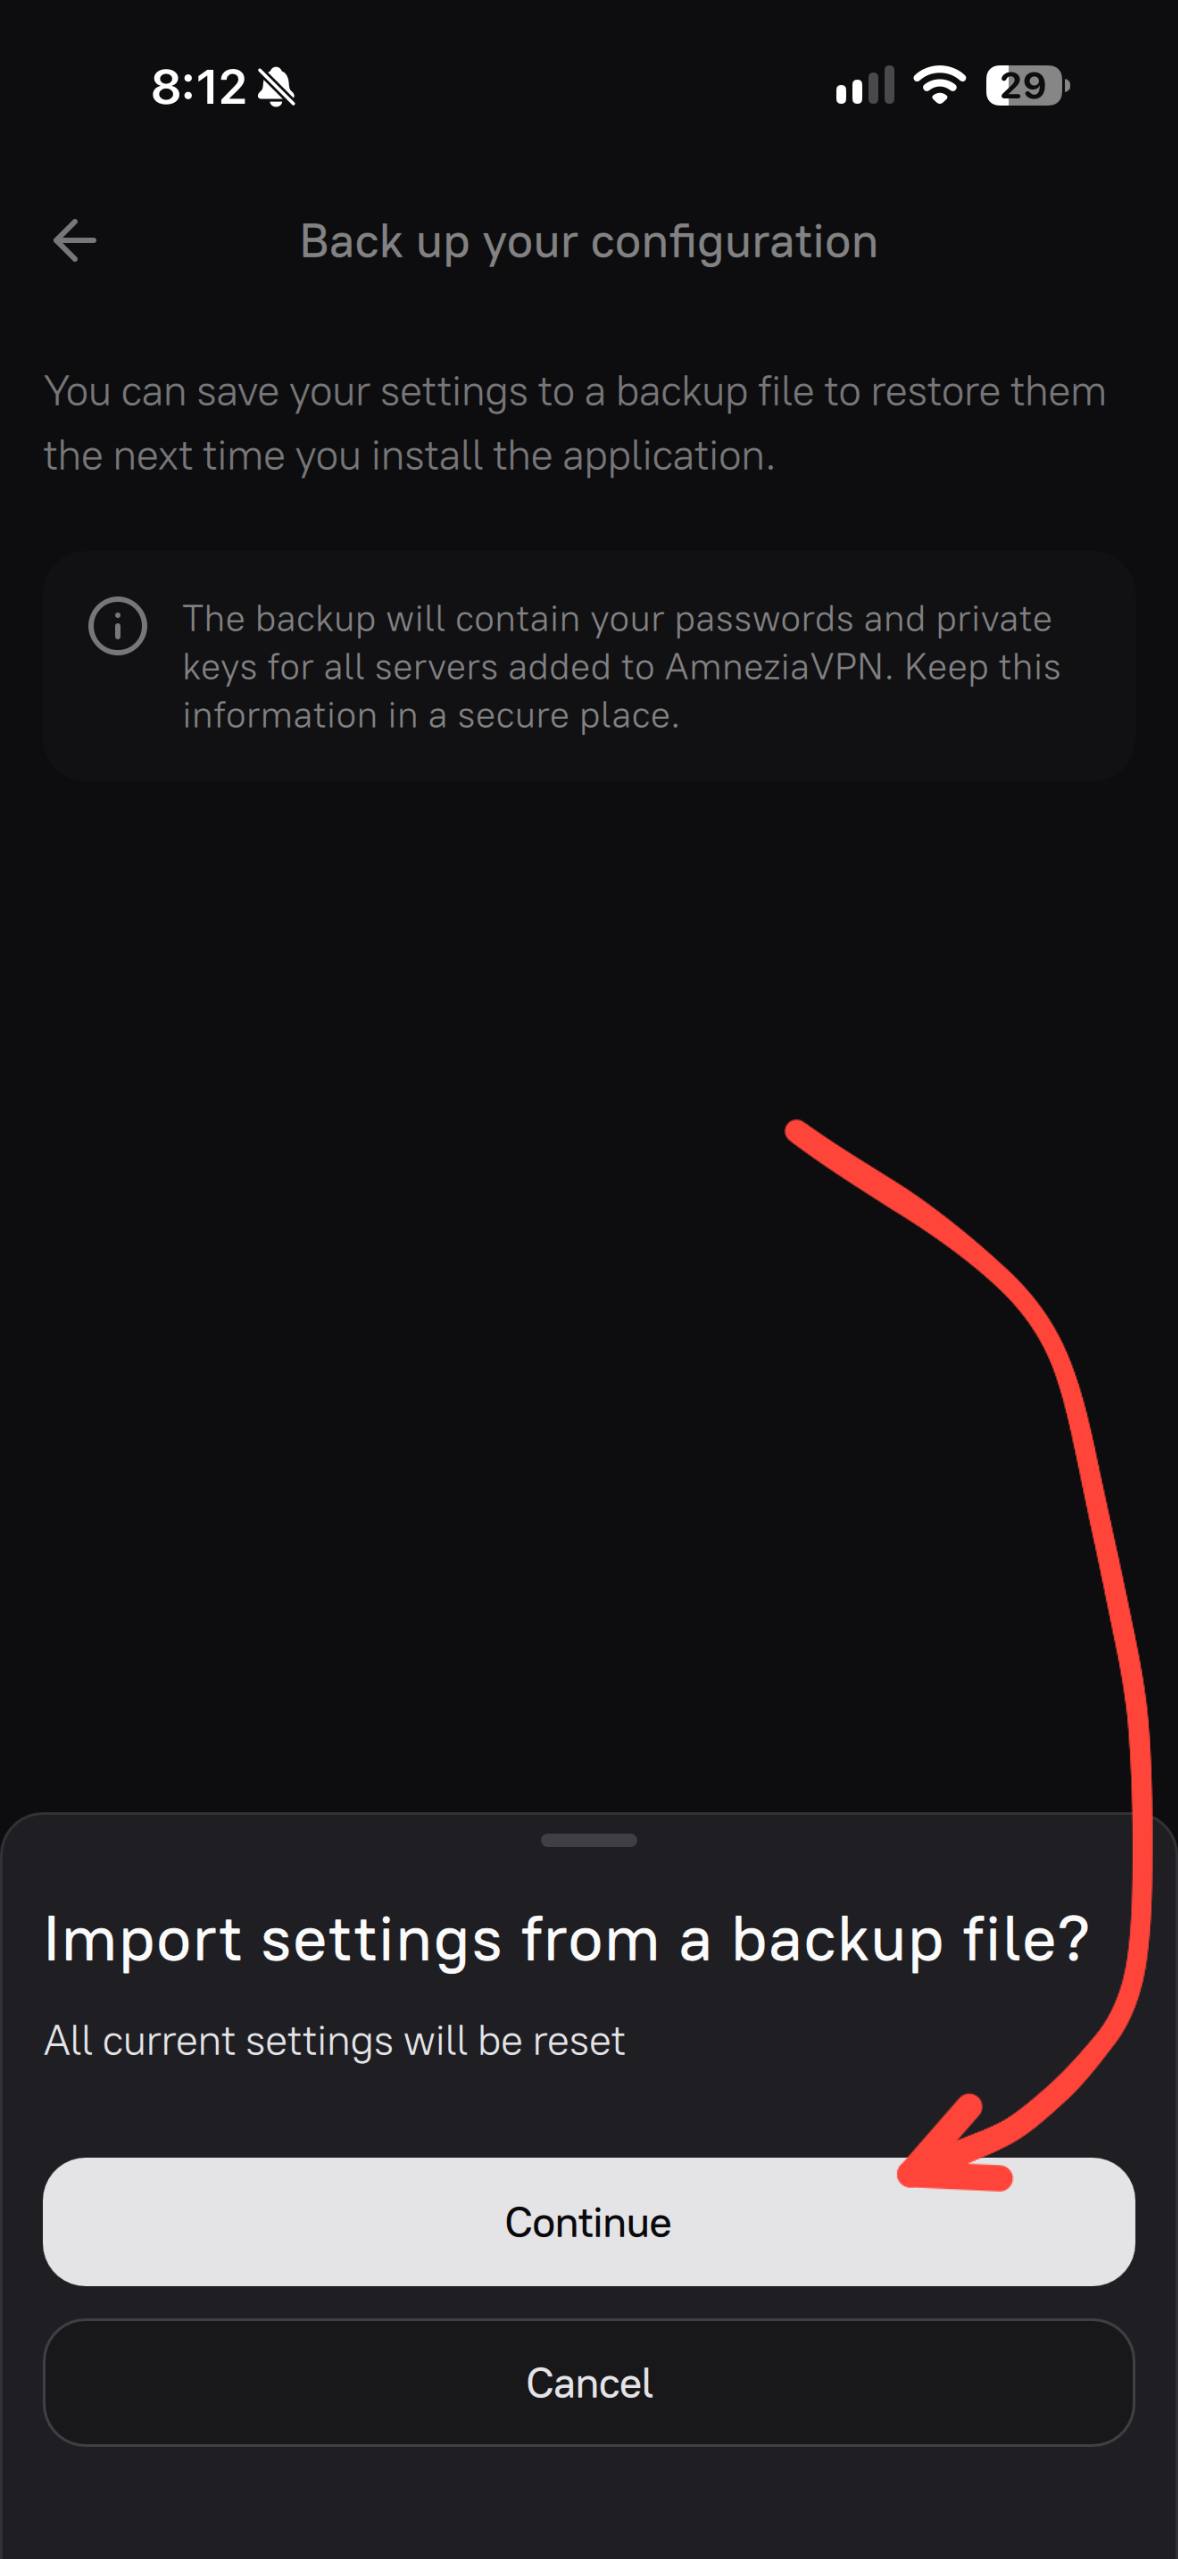 8:12
29
Back up your configuration
You can save your settings to a backup file to restore them
the next time you install the application.
The backup will contain your passwords and private
keys for all servers added to AmneziaVPN. Keep this
information in a secure place.
Import settings from a backup file?
All current settings will be reset
Continue
Cancel